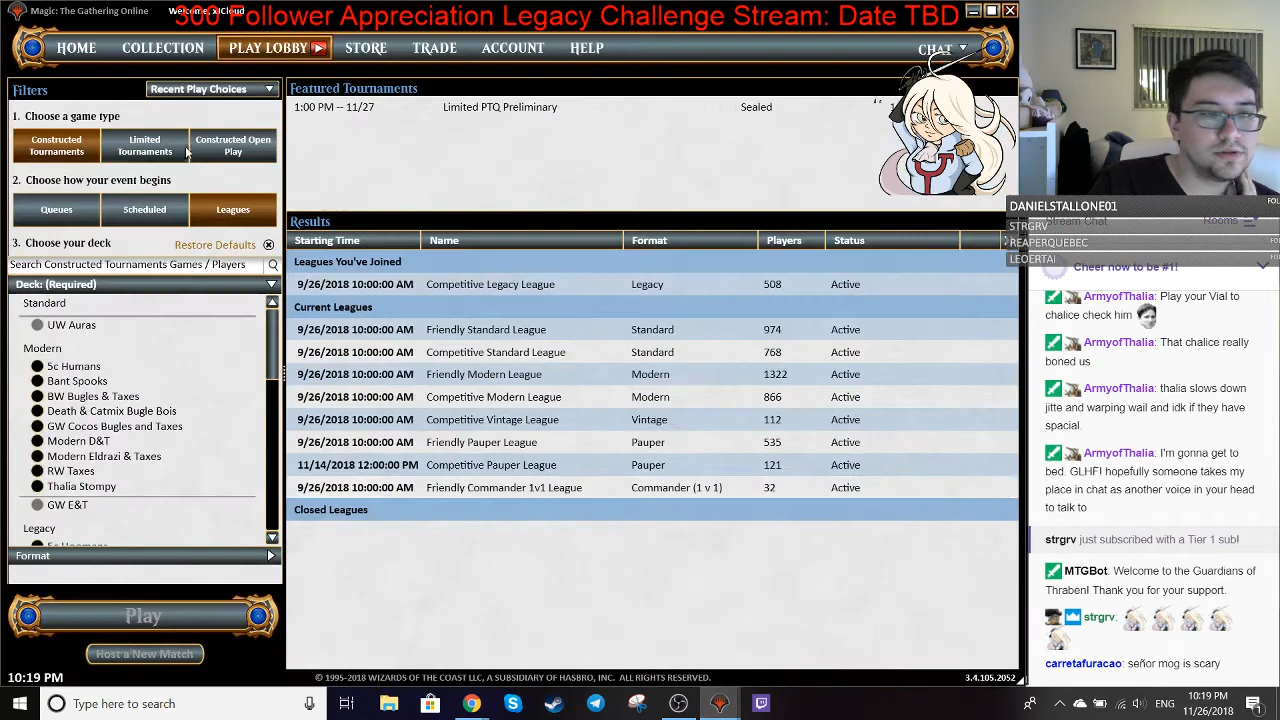 Magic: The Gathering Online
300 Follower Appreciation Legacy Challenge Stream: Date TBD
HOME COLLECTION PLAY LOBBY STORE TRADE ACCOUNT HELP CHAT
Filters
Recent Play Choices
1. Choose a game type
Constructed Tournaments
Limited Tournaments
Constructed Open Play
2. Choose how your event begins
Queues
Scheduled
Leagues
3. Choose your deck
Restore Defaults
Search Constructed Tournaments Games / Players
Deck: (Required)
Standard
UW Auras
Modern
5c Humans
Bant Spooks
BW Bugles & Taxes
Death & Catmix Bugle Bois
GW Cocos Bugles and Taxes
Modern D&T
Modern Eldrazi & Taxes
RW Taxes
Thalia Stompy
GW E&T
Legacy
Format
Play
Host a New Match
10:19 PM
Featured Tournaments
1:00 PM -- 11/27 Limited PTQ Preliminary Sealed
Results
Starting Time Name Format Players Status
Leagues You've Joined
9/26/2018 10:00:00 AM Competitive Legacy League Legacy 508 Active
Current Leagues
9/26/2018 10:00:00 AM Friendly Standard League Standard 974 Active
9/26/2018 10:00:00 AM Competitive Standard League Standard 768 Active
9/26/2018 10:00:00 AM Friendly Modern League Modern 1322 Active
9/26/2018 10:00:00 AM Competitive Modern League Modern 866 Active
9/26/2018 10:00:00 AM Competitive Vintage League Vintage 112 Active
9/26/2018 10:00:00 AM Friendly Pauper League Pauper 535 Active
11/14/2018 12:00:00 PM Competitive Pauper League Pauper 121 Active
9/26/2018 10:00:00 AM Friendly Commander 1v1 League Commander (1 v 1) 32 Active
Closed Leagues
© 1995-2018 WIZARDS OF THE COAST LLC, A SUBSIDIARY OF HASBRO, INC. ALL RIGHTS RESERVED.
3.4.105.2052
DANIELSTALLONE01 FOL
Stream Chat Rooms
STRGRV
REAPERQUEBEC
LEOERTAI
Cheer now to be #1!
ArmyofThalia: Play your Vial to
chalice check him
ArmyofThalia: That chalice really
boned us
ArmyofThalia: thalia slows down
jitte and warping wail and idk if they have
spacial.
ArmyofThalia: I'm gonna get to
bed. GLHF! hopefully someone takes my
place in chat as another voice in your head
to talk to
strgrv just subscribed with a Tier 1 sub!
MTGBot: Welcome to the Guardians of
Thraben! Thank you for your support.
strgrv:
carretafuracao: señor mog is scary
Type here to search
10:19 PM
11/26/2018